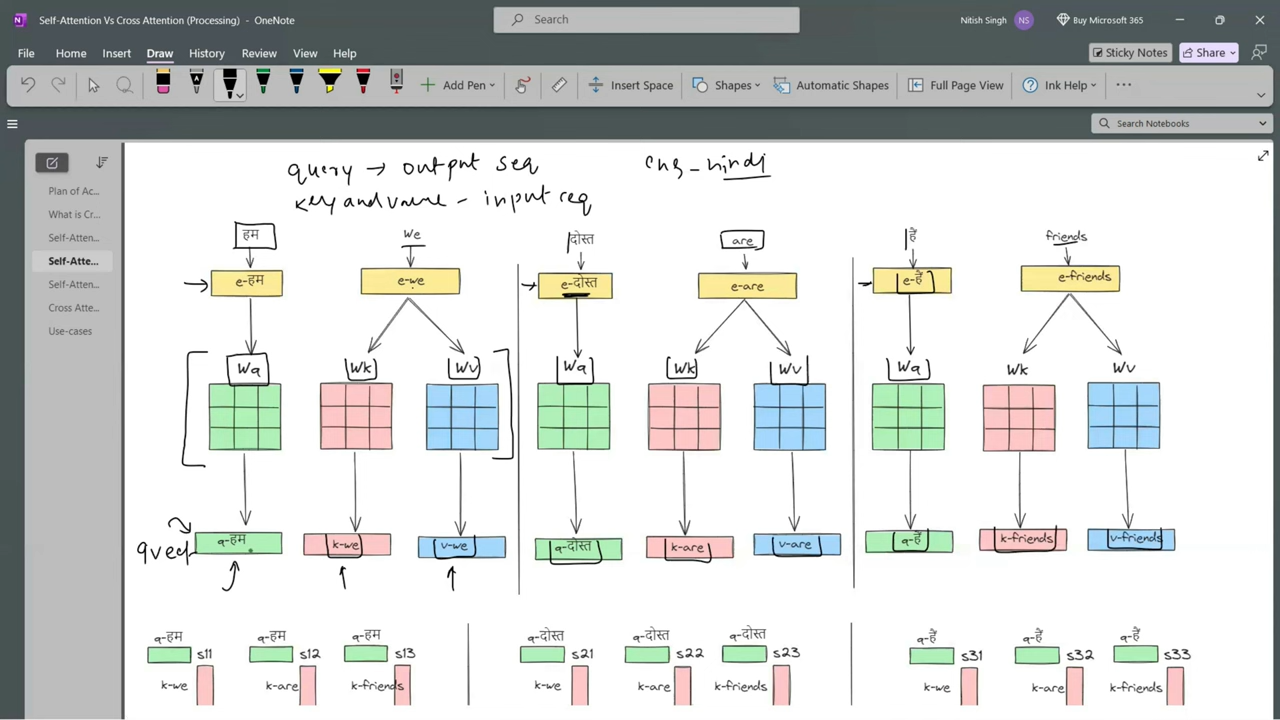 Self-Attention Vs Cross Attention (Processing) - OneNote
Search
Nitish Singh NS
Buy Microsoft 365
File Home Insert Draw History Review View Help
Sticky Notes
Share
Add Pen
Insert Space
Shapes
Automatic Shapes
Full Page View
Ink Help
Search Notebooks
Plan of Ac...
What is Cr...
Self-Atten...
Self-Atte...
Self-Atten...
Cross Atte...
Use-cases
query → output seq
eng - hindi
key and value - input seq
हम we दोस्त are हैं friends
e-हम e-we e-दोस्त e-are e-हैं e-friends
Wq Wk Wv Wq Wk Wv Wq Wk Wv
q vect
q-हम k-we v-we q-दोस्त k-are v-are q-हैं k-friends v-friends
q-हम q-हम q-हम q-दोस्त q-दोस्त q-दोस्त q-हैं q-हैं q-हैं
s11 s12 s13 s21 s22 s23 s31 s32 s33
k-we k-are k-friends k-we k-are k-friends k-we k-are k-friends